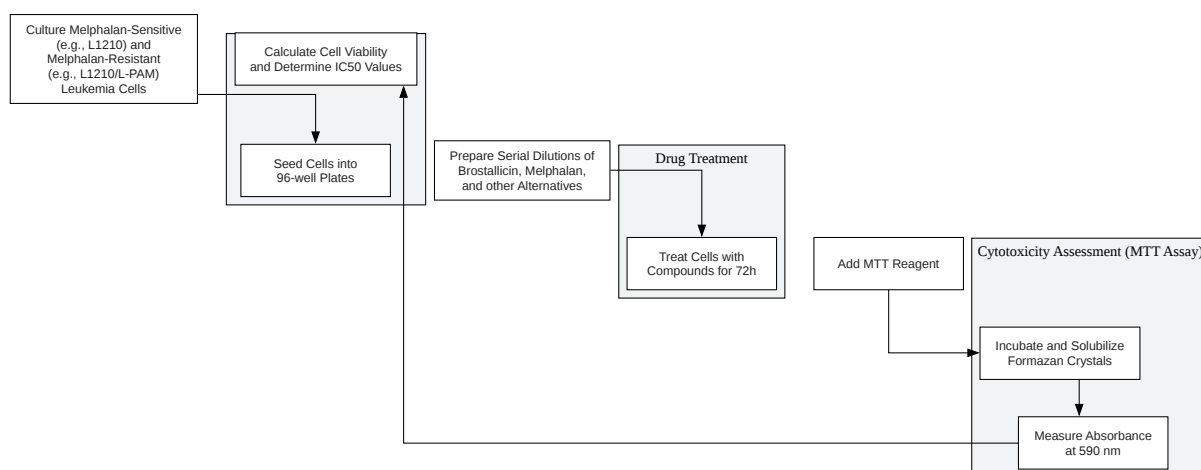 Culture Melphalan-Sensitive
(e.g., L1210) and
Melphalan-Resistant
(e.g., L1210/L-PAM)
Leukemia Cells
Calculate Cell Viability
and Determine IC50 Values
Seed Cells into
96-well Plates
Prepare Serial Dilutions of
Brostallicin, Melphalan,
and other Alternatives
Drug Treatment
Treat Cells with
Compounds for 72h
Add MTT Reagent
Cytotoxicity Assessment (MTT Assay)
Incubate and Solubilize
Formazan Crystals
Measure Absorbance
at 590 nm